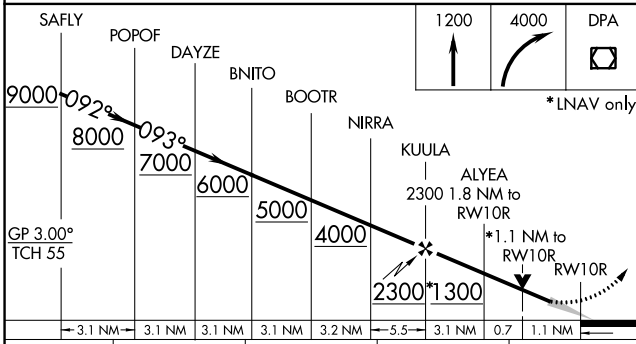 SAFLY
POPOF
DAYZE
BNITO
BOOTR
NIRRA
KUULA
ALYEA
1200
4000
DPA
*LNAV only
9000
092°
8000
093°
7000
6000
5000
4000
2300
2300 1.8 NM to
RW10R
*1.1 NM to
RW10R
RW10R
*1300
GP 3.00°
TCH 55
3.1 NM
3.1 NM
3.1 NM
3.1 NM
3.2 NM
5.5
3.1 NM
0.7
1.1 NM